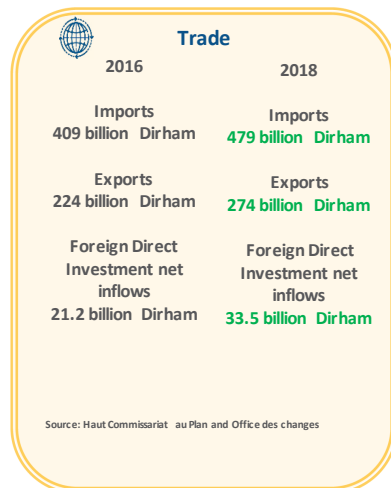 Trade
2016
Imports
409 billion Dirham
Exports
224 billion Dirham
Foreign Direct
Investment net
inflows
21.2 billion Dirham
2018
Imports
479 billion Dirham
Exports
274 billion Dirham
Foreign Direct
Investment net
inflows
33.5 billion Dirham
Source: Haut Commissariat au Plan and Office des changes